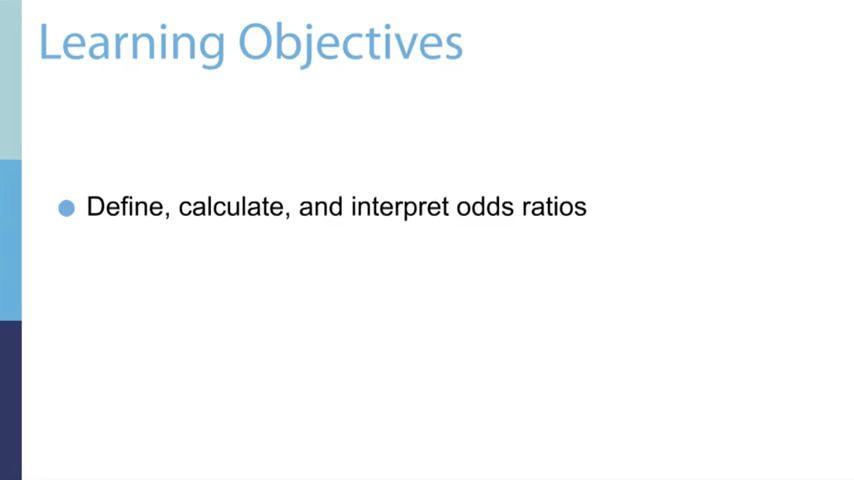 Learning Objectives
Define, calculate, and interpret odds ratios